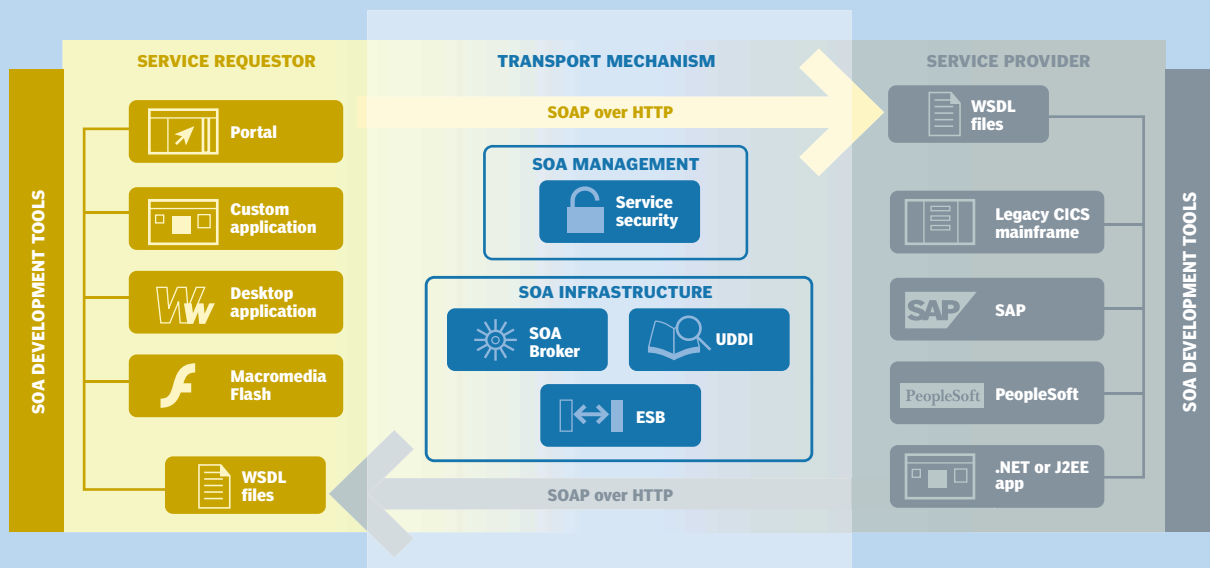 SERVICE REQUESTOR
TRANSPORT MECHANISM
SERVICE PROVIDER
SOA DEVELOPMENT TOOLS
Portal
Custom
application
W w
Desktop
application
Macromedia
Flash
WSDL
files
SOAP over HTTP
SOA MANAGEMENT
Service
security
SOA INFRASTRUCTURE
SOA
Broker
UDDI
ESB
SOAP over HTTP
WSDL
files
Legacy CICS
mainframe
SAP
SAP
PeopleSoft
PeopleSoft
.NET or J2EE
app
SOA DEVELOPMENT TOOLS